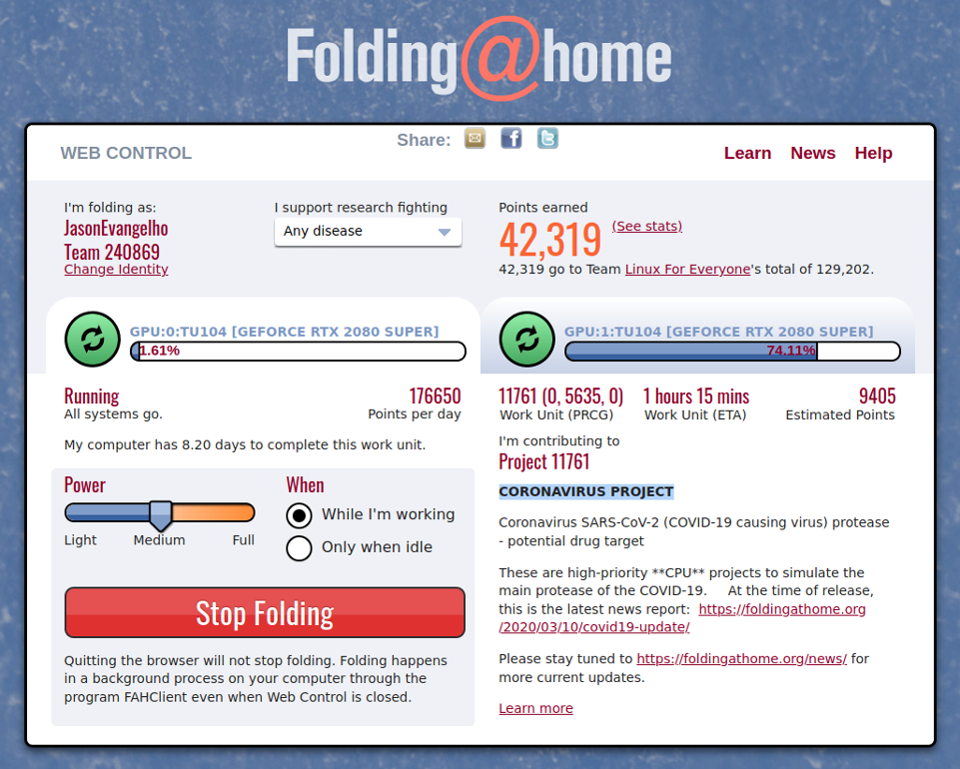 Folding@home
WEB CONTROL
Share:
Learn News Help
I'm folding as:
JasonEvangelho
Team 240869
Change Identity
I support research fighting
Any disease
Points earned
42,319 (See stats)
42,319 go to Team Linux For Everyone's total of 129,202.
GPU:0:TU104 [GEFORCE RTX 2080 SUPER]
1.61%
GPU:1:TU104 [GEFORCE RTX 2080 SUPER]
74.11%
Running 176650
All systems go. Points per day
My computer has 8.20 days to complete this work unit.
Power
Light Medium Full
When
While I'm working
Only when idle
Stop Folding
Quitting the browser will not stop folding. Folding happens
in a background process on your computer through the
program FAHClient even when Web Control is closed.
11761 (0, 5635, 0) 1 hours 15 mins 9405
Work Unit (PRCG) Work Unit (ETA) Estimated Points
I'm contributing to
Project 11761
CORONAVIRUS PROJECT
Coronavirus SARS-CoV-2 (COVID-19 causing virus) protease
- potential drug target
These are high-priority **CPU** projects to simulate the
main protease of the COVID-19. At the time of release,
this is the latest news report: https://foldingathome.org
/2020/03/10/covid19-update/
Please stay tuned to https://foldingathome.org/news/ for
more current updates.
Learn more